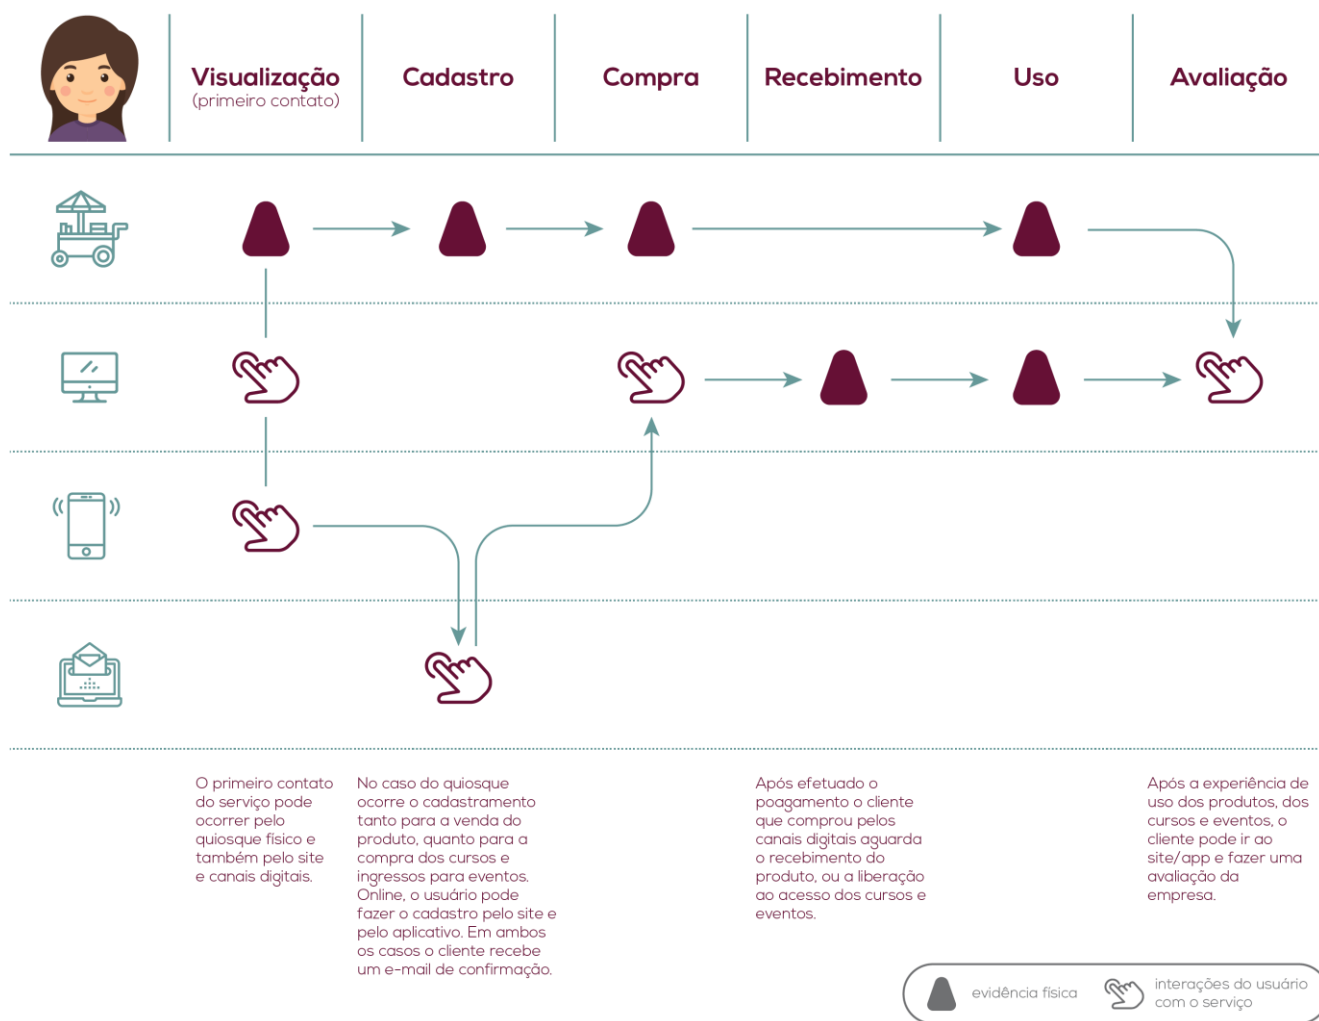 Visualização
(primeiro contato)
Cadastro
Compra
Recebimento
Uso
Avaliação
O primeiro contato
do serviço pode
ocorrer pelo
quiosque físico e
também pelo site
e canais digitais.
No caso do quiosque
ocorre o cadastramento
tanto para a venda do
produto, quanto para a
compra dos cursos e
ingressos para eventos.
Online, o usuário pode
fazer o cadastro pelo site e
pelo aplicativo. Em ambos
os casos o cliente recebe
um e-mail de confirmação.
Após efetuado o
poagamento o cliente
que comprou pelos
canais digitais aguarda
o recebimento do
produto, ou a liberação
ao acesso dos cursos e
eventos.
Após a experiência de
uso dos produtos, dos
cursos e eventos, o
cliente pode ir ao
site/app e fazer uma
avaliação da
empresa.
evidência física
interações do usuário
com o serviço